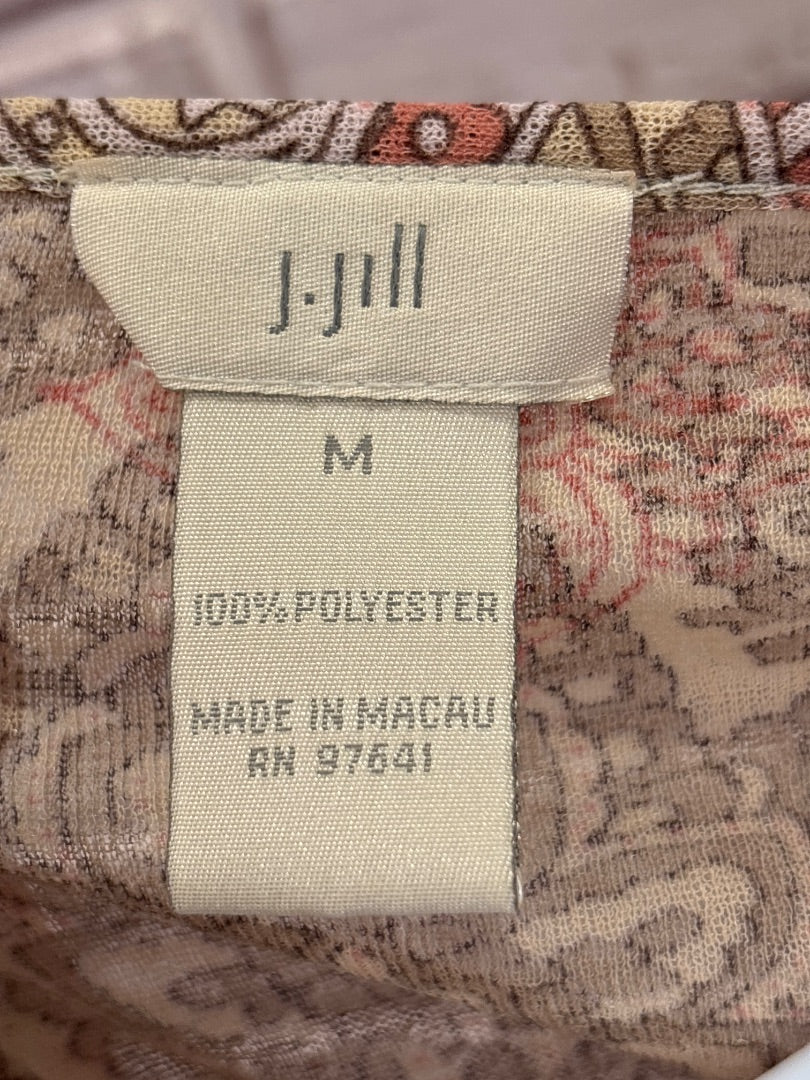 J.Jill
M
100% POLYESTER
MADE IN MACAU
RN 97641